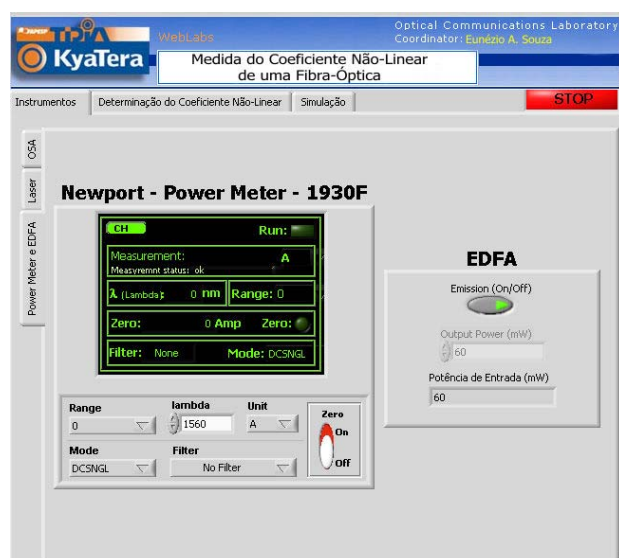 TIDIA
WebLabs
KyaTera
Optical Communications Laboratory
Coordinator: Eunézio A. Souza
Medida do Coeficiente Não-Linear
de uma Fibra-Óptica
Instrumentos
Determinação do Coeficiente Não-Linear
Simulação
STOP
OSA
Laser
Power Meter e EDFA
Newport - Power Meter - 1930F
CH
Run:
Measurement: A
Measyremnt status: ok
λ (Lambda): 0 nm
Range: 0
Zero: 0 Amp Zero:
Filter: None Mode: DCSNGL
Range
0
lambda
1560
Unit
A
Zero
On
Off
Mode
DCSNGL
Filter
No Filter
EDFA
Emission (On/Off)
Output Power (mW)
60
Potência de Entrada (mW)
60